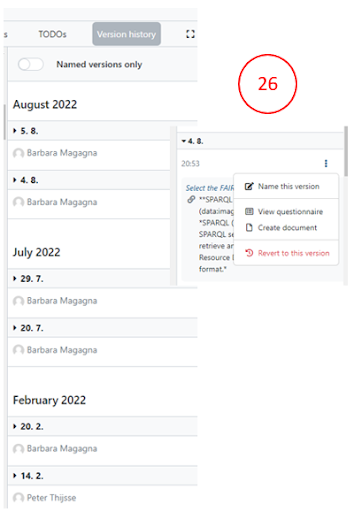 s TODOs Version history
Named versions only
August 2022
5. 8.
Barbara Magagna
4. 8.
Barbara Magagna
July 2022
29. 7.
Barbara Magagna
20. 7.
Barbara Magagna
February 2022
20. 2.
Barbara Magagna
14. 2.
Peter Thijsse
26
4. 8.
20:53
Select the FAIR
**SPARQL
(data:imag
*SPARQL (
SPARQL se
retrieve an
Resource
format.*
Name this version
View questionnaire
Create document
Revert to this version